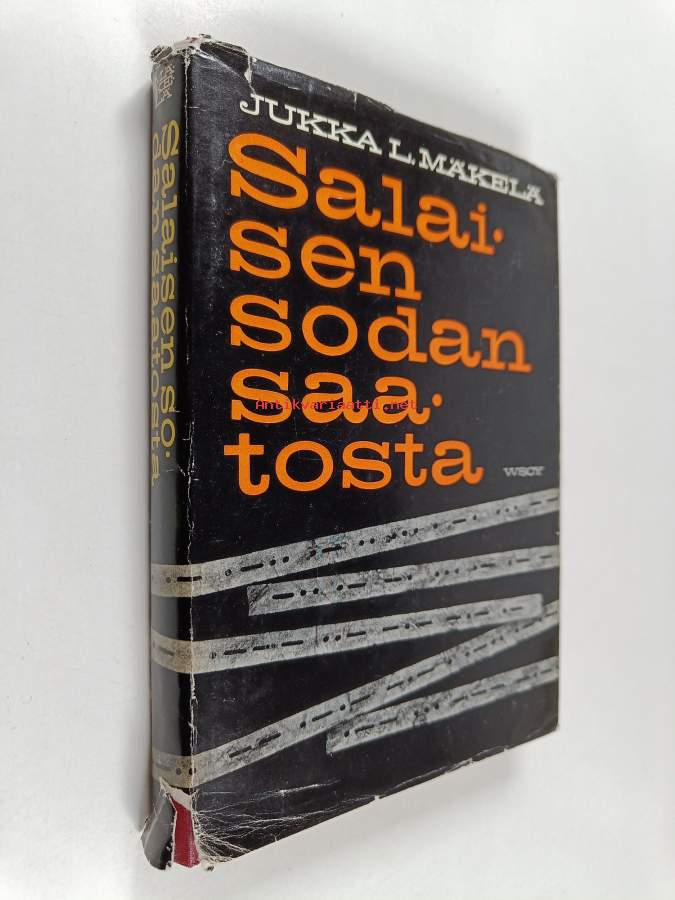 JUKKA L. MÄKELÄ
Salai·
sen
sodan
saa·
tosta
WSOY
Salaisen so·
dan saatosta
Antikvariaatti.net